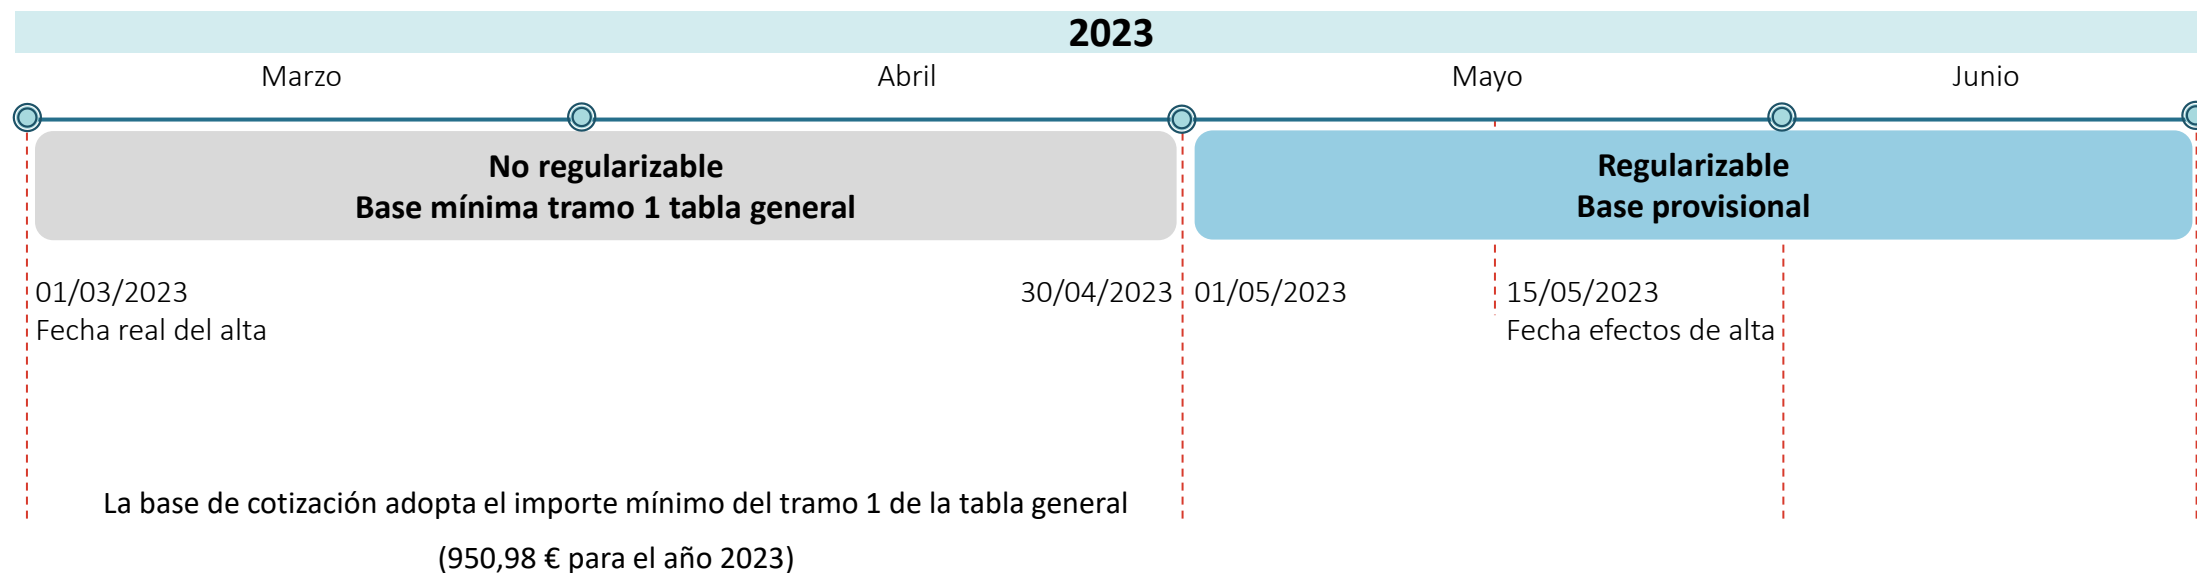 2023
Marzo
Abril
Mayo
Junio
No regularizable
Base mínima tramo 1 tabla general
Regularizable
Base provisional
01/03/2023
Fecha real del alta
30/04/2023
01/05/2023
15/05/2023
Fecha efectos de alta
La base de cotización adopta el importe mínimo del tramo 1 de la tabla general
(950,98 € para el año 2023)